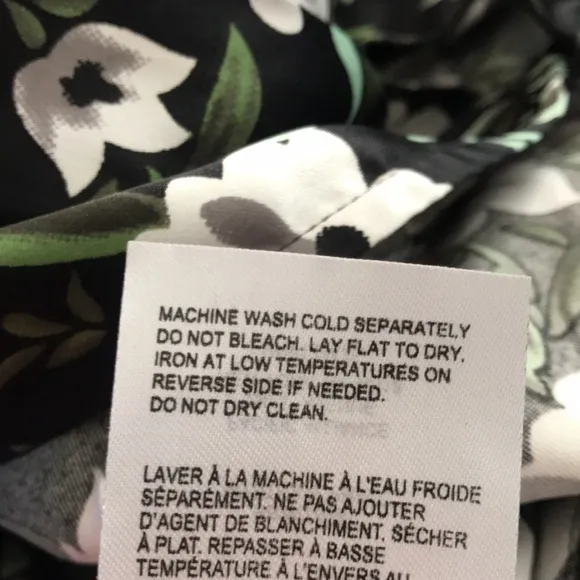 MACHINE WASH COLD SEPARATELY
DO NOT BLEACH. LAY FLAT TO DRY.
IRON AT LOW TEMPERATURES ON
REVERSE SIDE IF NEEDED.
DO NOT DRY CLEAN.
LAVER À LA MACHINE À L'EAU FROIDE
SÉPARÉMENT. NE PAS AJOUTER
D'AGENT DE BLANCHIMENT. SÉCHER
À PLAT. REPASSER À BASSE
TEMPÉRATURE À L'ENVERS AU